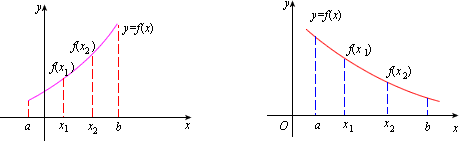 y
y=f(x)
f(x₂)
f(x₁)
a x₁ x₂ b x
y
y=f(x)
f(x₁)
f(x₂)
O a x₁ x₂ b x